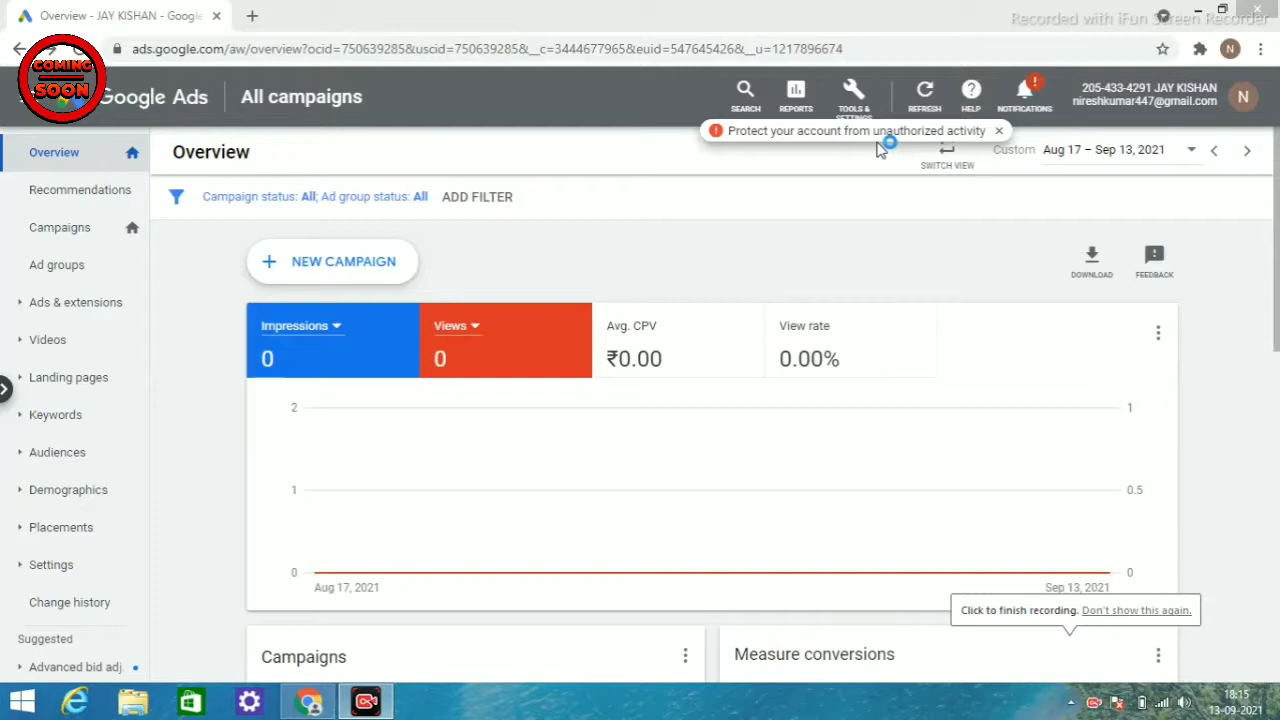 Overview - JAY KISHAN - Google
Recorded with iFun Screen Recorder
ads.google.com/aw/overview?ocid=750639285&uscid=750639285&__c=3444677965&euid=547645426&__u=1217896674
N
COMING
SOON
Google Ads
All campaigns
SEARCH
REPORTS
TOOLS &
SETTINGS
REFRESH
HELP
NOTIFICATIONS
205-433-4291 JAY KISHAN
nireshkumar447@gmail.com
N
Protect your account from unauthorized activity
Overview
Overview
SWITCH VIEW
Custom
Aug 17 – Sep 13, 2021
Recommendations
Campaign status: All; Ad group status: All
ADD FILTER
Campaigns
Ad groups
Ads & extensions
Videos
Landing pages
Keywords
Audiences
Demographics
Placements
Settings
Change history
Suggested
Advanced bid adj.
NEW CAMPAIGN
DOWNLOAD
FEEDBACK
Impressions
0
Views
0
Avg. CPV
₹0.00
View rate
0.00%
2
1
1
0.5
0
0
Aug 17, 2021
Sep 13, 2021
Click to finish recording. Don't show this again.
Campaigns
Measure conversions
18:15
13-09-2021